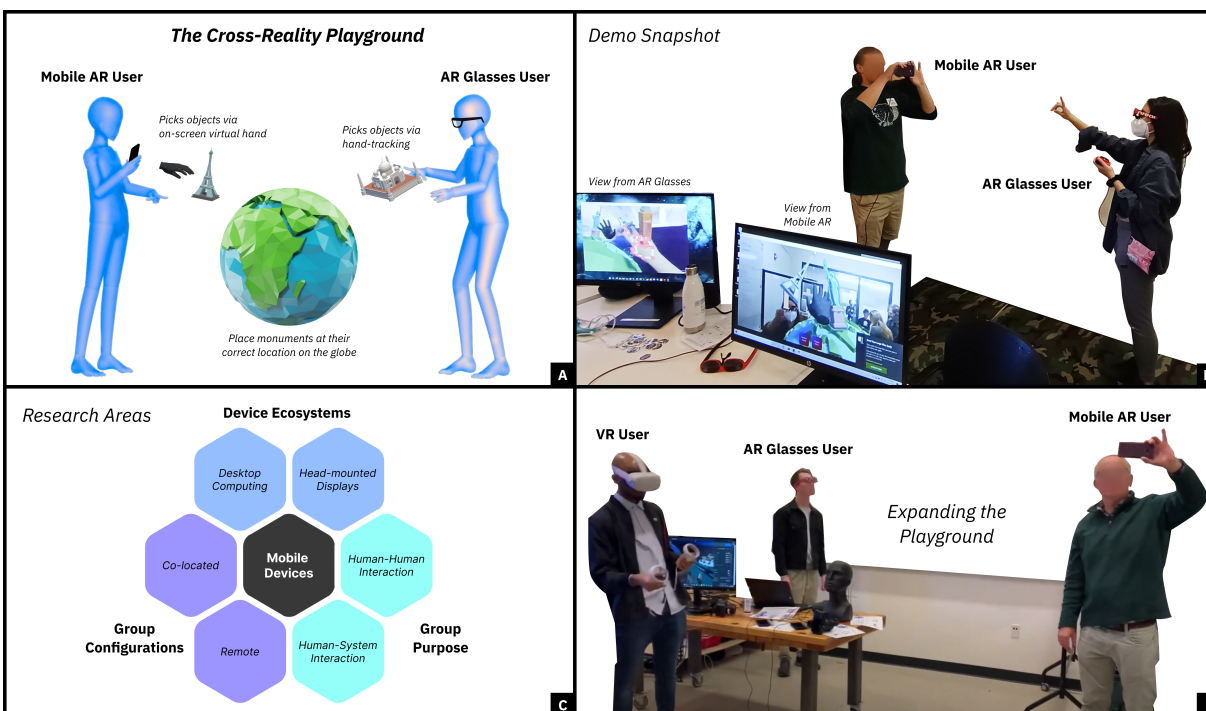 The Cross-Reality Playground
Mobile AR User
AR Glasses User
Picks objects via
on-screen virtual hand
Picks objects via
hand-tracking
Place monuments at their
correct location on the globe
A
Demo Snapshot
Mobile AR User
AR Glasses User
View from AR Glasses
View from
Mobile AR
Research Areas
Device Ecosystems
Desktop
Computing
Head-mounted
Displays
Co-located
Mobile
Devices
Human-Human
Interaction
Group
Configurations
Remote
Human-System
Interaction
Group
Purpose
C
VR User
AR Glasses User
Mobile AR User
Expanding the
Playground